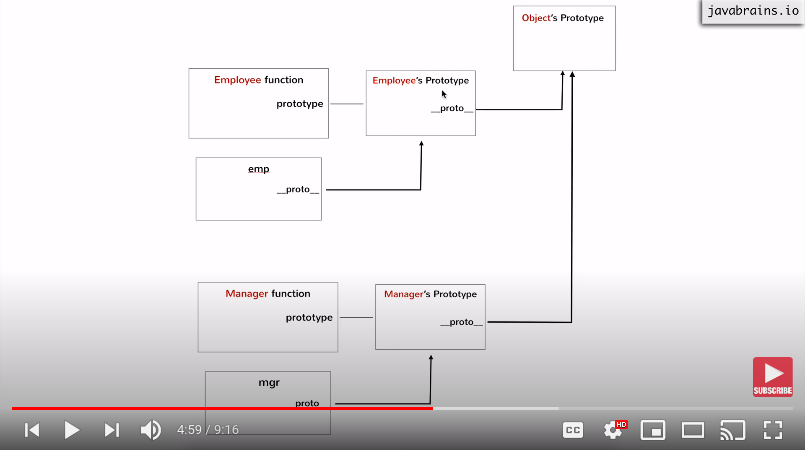 javabrains.io
Object's Prototype
Employee function
prototype
Employee's Prototype
__proto__
emp
__proto__
Manager function
prototype
Manager's Prototype
__proto__
mgr
proto
SUBSCRIBE
4:59 / 9:16
CC
HD